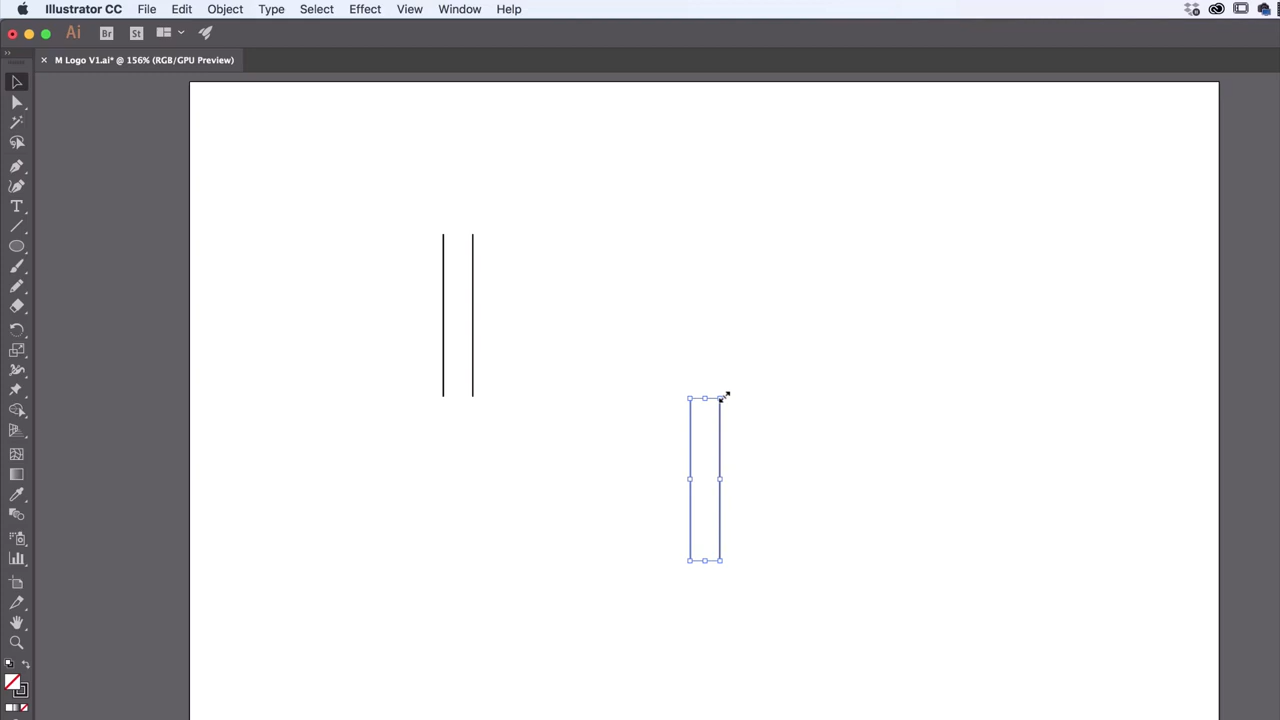 Illustrator CC File Edit Object Type Select Effect View Window Help
Ai Br St
× M Logo V1.ai* @ 156% (RGB/GPU Preview)
T